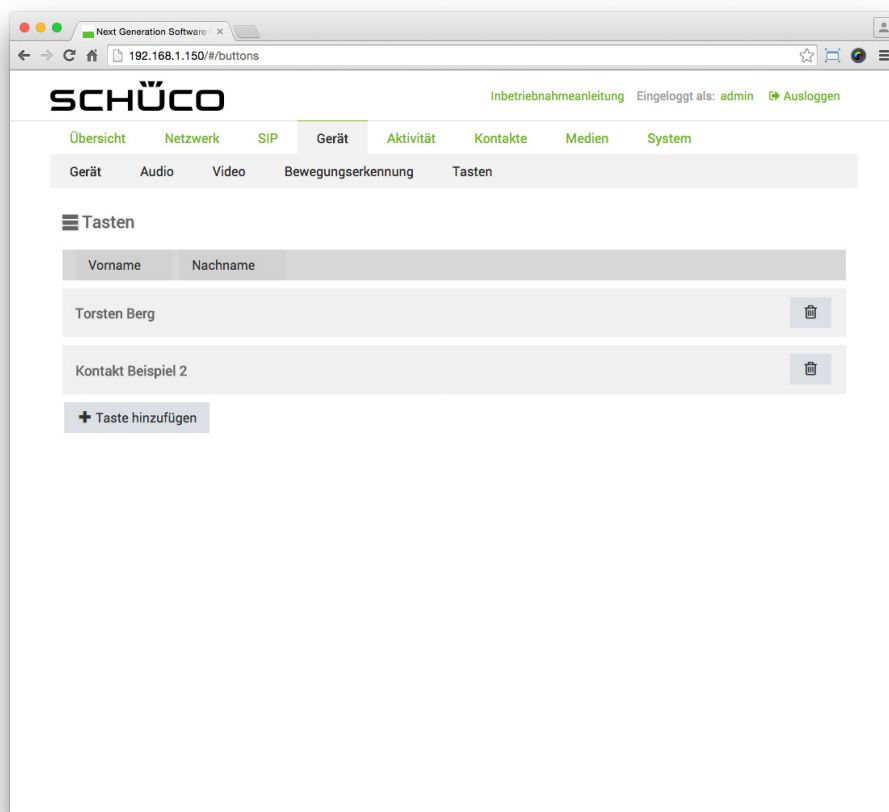 Next Generation Software
192.168.1.150/#/buttons
SCHÜCO
Inbetriebnahmeanleitung Eingeloggt als: admin Ausloggen
Übersicht Netzwerk SIP Gerät Aktivität Kontakte Medien System
Gerät Audio Video Bewegungserkennung Tasten
Tasten
Vorname Nachname
Torsten Berg
Kontakt Beispiel 2
Taste hinzufügen